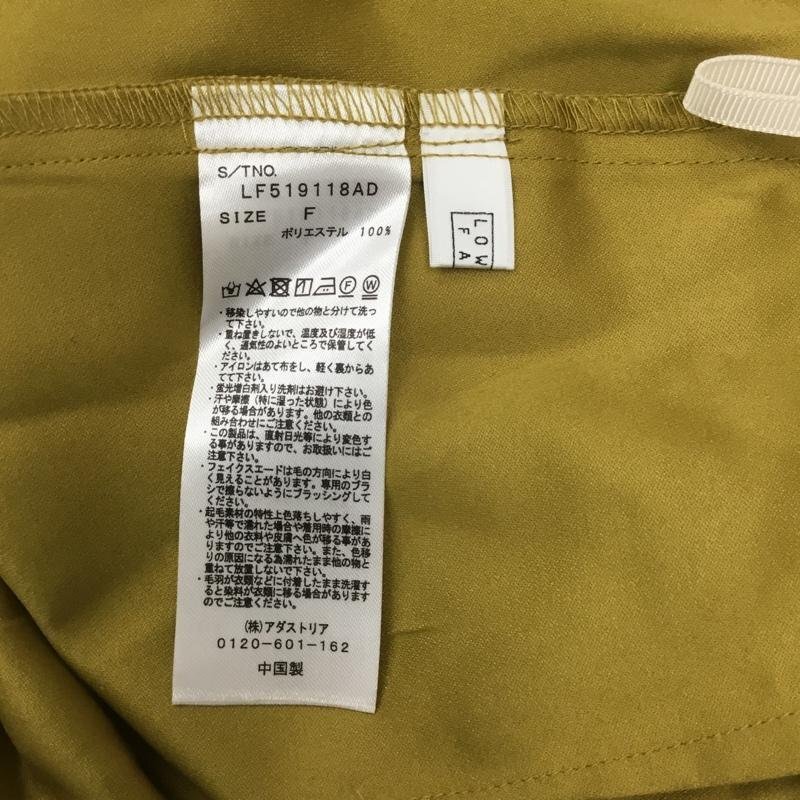 S/TNO.
LF519118AD
SIZE F
ポリエステル 100%
・移染しやすいので他の物と分けて洗っ
て下さい。
・重ね置きしないで、温度及び湿度が低
く、通気性のよいところで保管してく
ださい。
・アイロンはあて布をし、軽く裏からあ
てて下さい。
・蛍光増白剤入り洗剤はお避け下さい。
・汗や摩擦（特に湿った状態）により色
が移る場合があります。他の衣類との
組み合わせにご注意ください。
・この製品は、直射日光等により変色す
る事がありますので、お取扱いにはご
注意下さい。
・フェイクスエードは毛の方向により白
く見えることがあります。専用のブラ
シで擦らないようにブラッシングして
ください。
・起毛素材の特性上色落ちしやすく、雨
や汗等で濡れた場合や着用時の摩擦に
より他の衣料や皮膚へ色が移る事があ
りますのでご注意下さい。また、色移
りの原因になる為濡れたまま他の物と
重ねて放置しないで下さい。
・毛羽が衣類などに付着したまま洗濯す
ると染料が衣類に移る場合があります
のでご注意ください。
(株)アダストリア
0120-601-162
中国製
LOW
FA